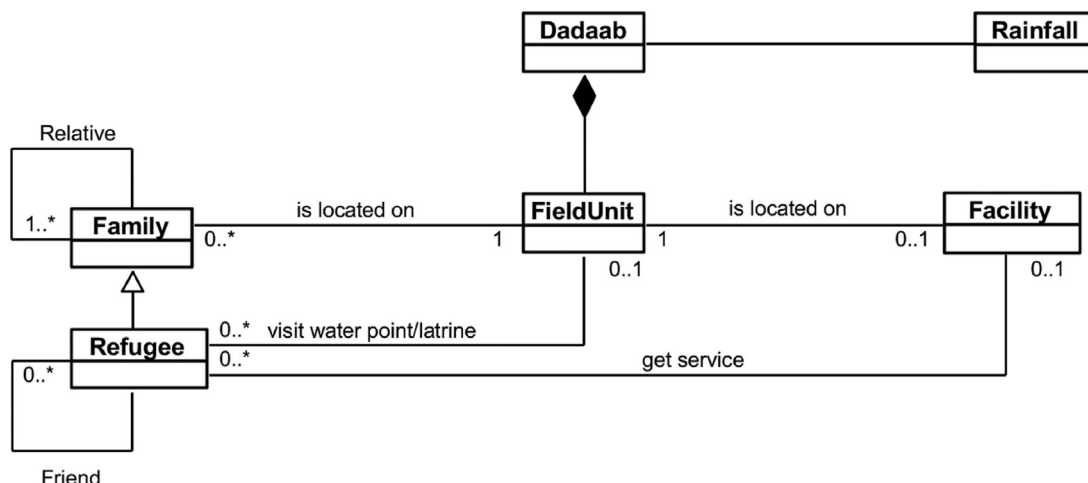 Dadaab
Rainfall
Relative
1..*
Family
0..*
is located on
1
FieldUnit
1
0..1
is located on
0..1
Facility
0..1
Refugee
0..*
0..*
visit water point/latrine
0..*
get service
Friend